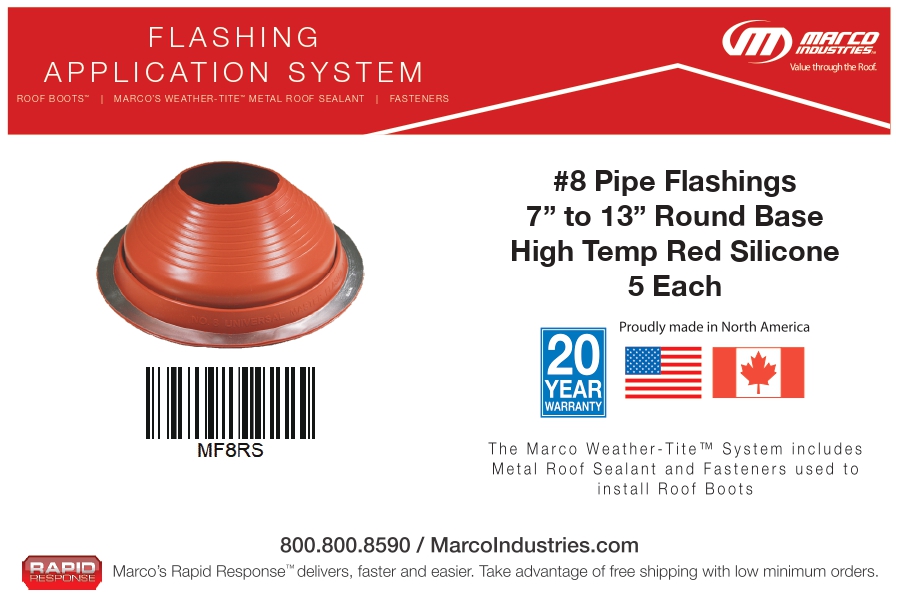 FLASHING
APPLICATION SYSTEM
ROOF BOOTS™ | MARCO'S WEATHER-TITE™ METAL ROOF SEALANT | FASTENERS
MARCO
INDUSTRIES™
Value through the Roof.
#8 Pipe Flashings
7” to 13” Round Base
High Temp Red Silicone
5 Each
Proudly made in North America
20
YEAR
WARRANTY
MF8RS
The Marco Weather-Tite™ System includes
Metal Roof Sealant and Fasteners used to
install Roof Boots
800.800.8590 / MarcoIndustries.com
RAPID
RESPONSE
Marco’s Rapid Response™ delivers, faster and easier. Take advantage of free shipping with low minimum orders.